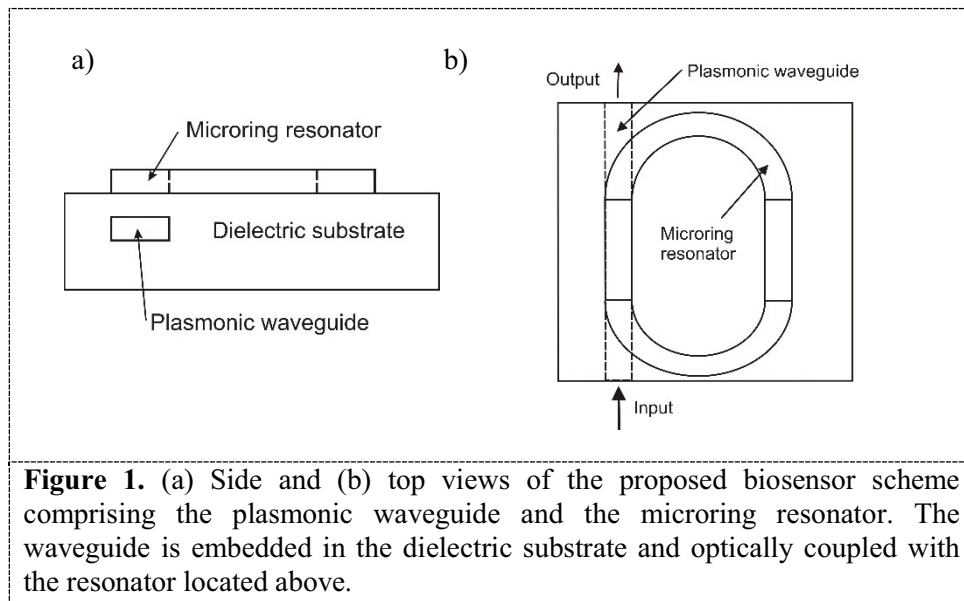 a)
Microring resonator
Dielectric substrate
Plasmonic waveguide
b)
Output
Plasmonic waveguide
Microring
resonator
Input
Figure 1. (a) Side and (b) top views of the proposed biosensor scheme
comprising the plasmonic waveguide and the microring resonator. The
waveguide is embedded in the dielectric substrate and optically coupled with
the resonator located above.